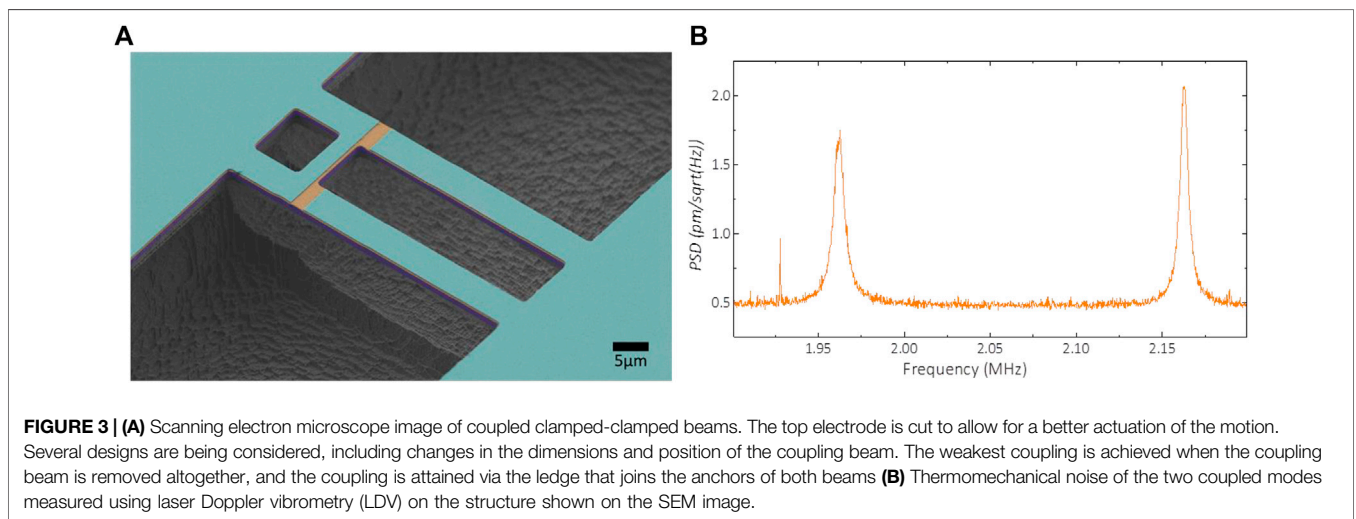 A
B
5µm
PSD (pm/sqrt(Hz))
2.0
1.5
1.0
0.5
1.95
2.00
2.05
2.10
2.15
Frequency (MHz)
FIGURE 3 | (A) Scanning electron microscope image of coupled clamped-clamped beams. The top electrode is cut to allow for a better actuation of the motion.
Several designs are being considered, including changes in the dimensions and position of the coupling beam. The weakest coupling is achieved when the coupling
beam is removed altogether, and the coupling is attained via the ledge that joins the anchors of both beams (B) Thermomechanical noise of the two coupled modes
measured using laser Doppler vibrometry (LDV) on the structure shown on the SEM image.